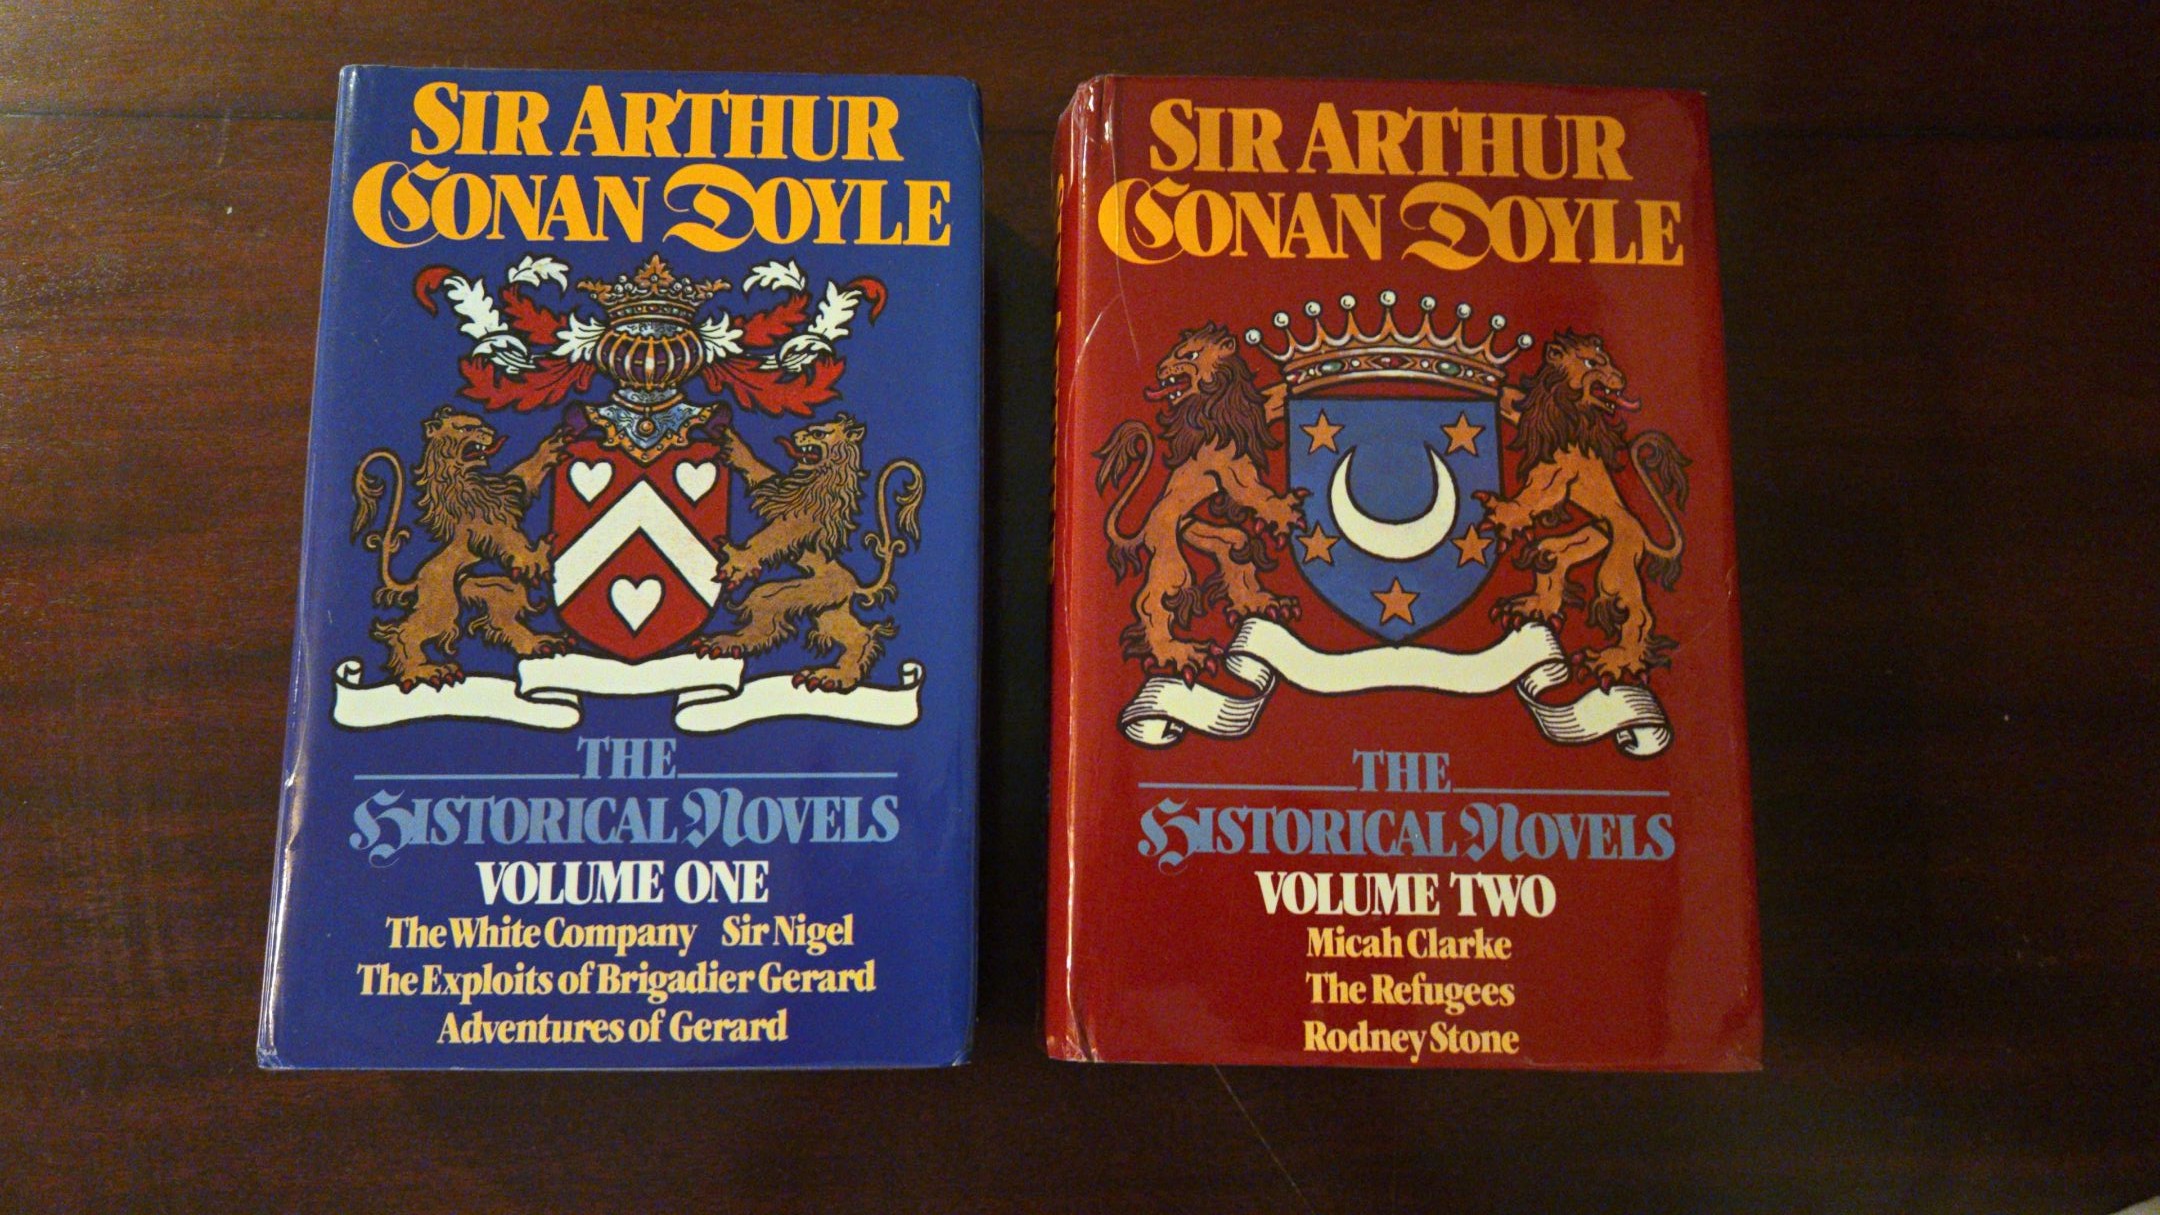 SIR ARTHUR
CONAN DOYLE
THE
HISTORICAL NOVELS
VOLUME ONE
The White Company Sir Nigel
The Exploits of Brigadier Gerard
Adventures of Gerard
SIR ARTHUR
CONAN DOYLE
THE
HISTORICAL NOVELS
VOLUME TWO
Micah Clarke
The Refugees
Rodney Stone